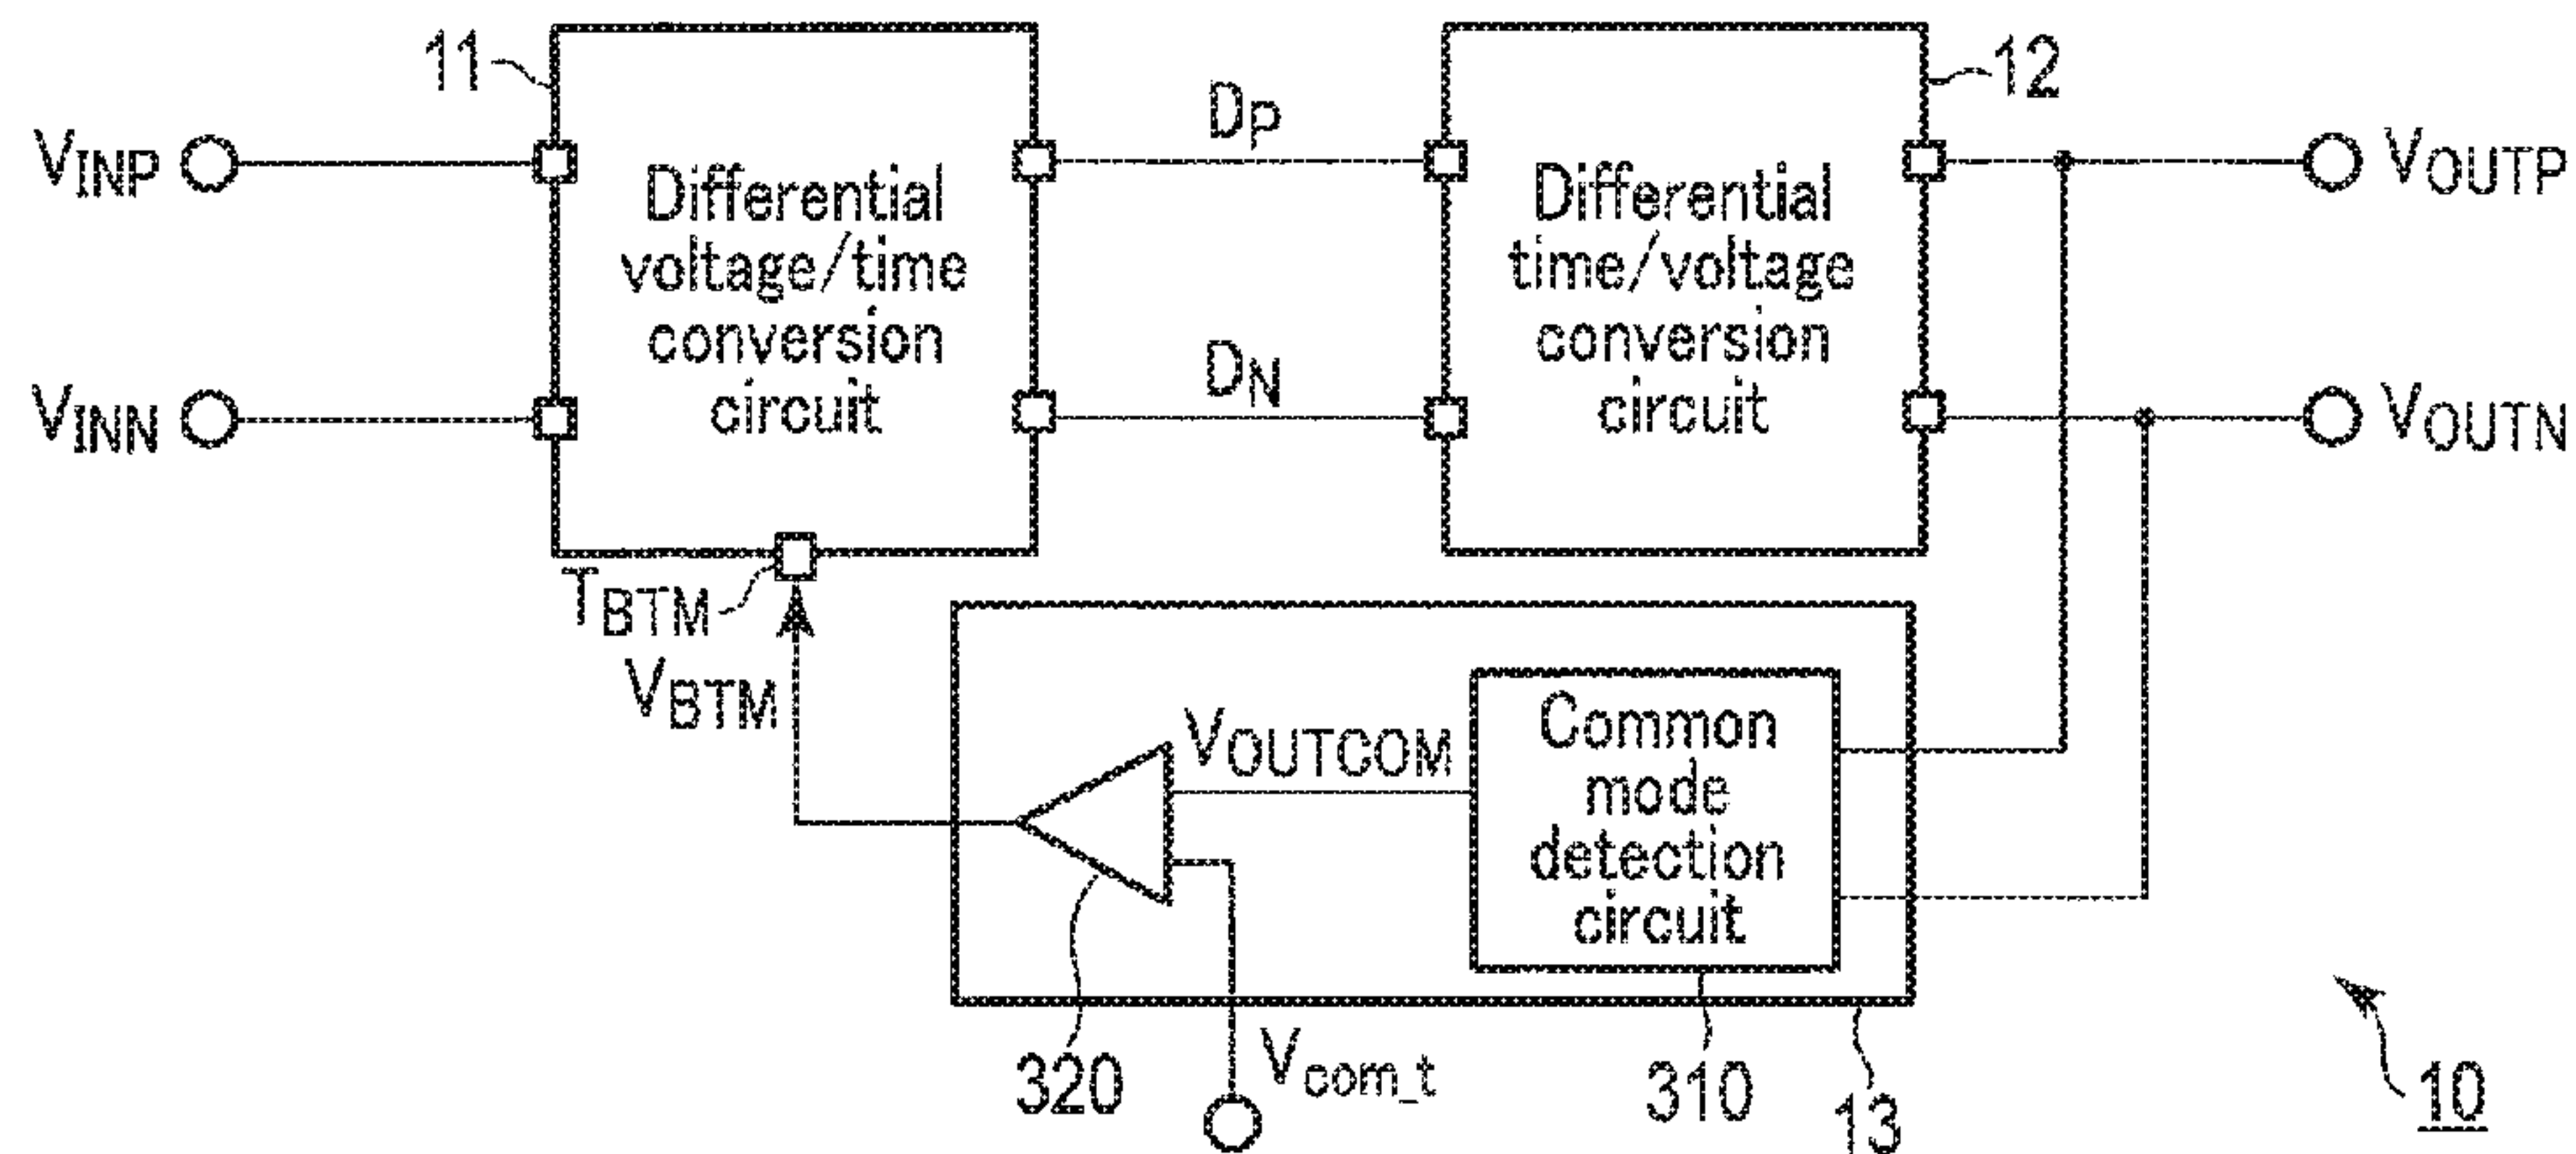 11
12
VINP
VINN
Differential
voltage/time
conversion
circuit
DP
DN
Differential
time/voltage
conversion
circuit
VOUTP
VOUTN
TBTM
VBTM
VOUTCOM
Common
mode
detection
circuit
320
Vcom_t
310
13
10